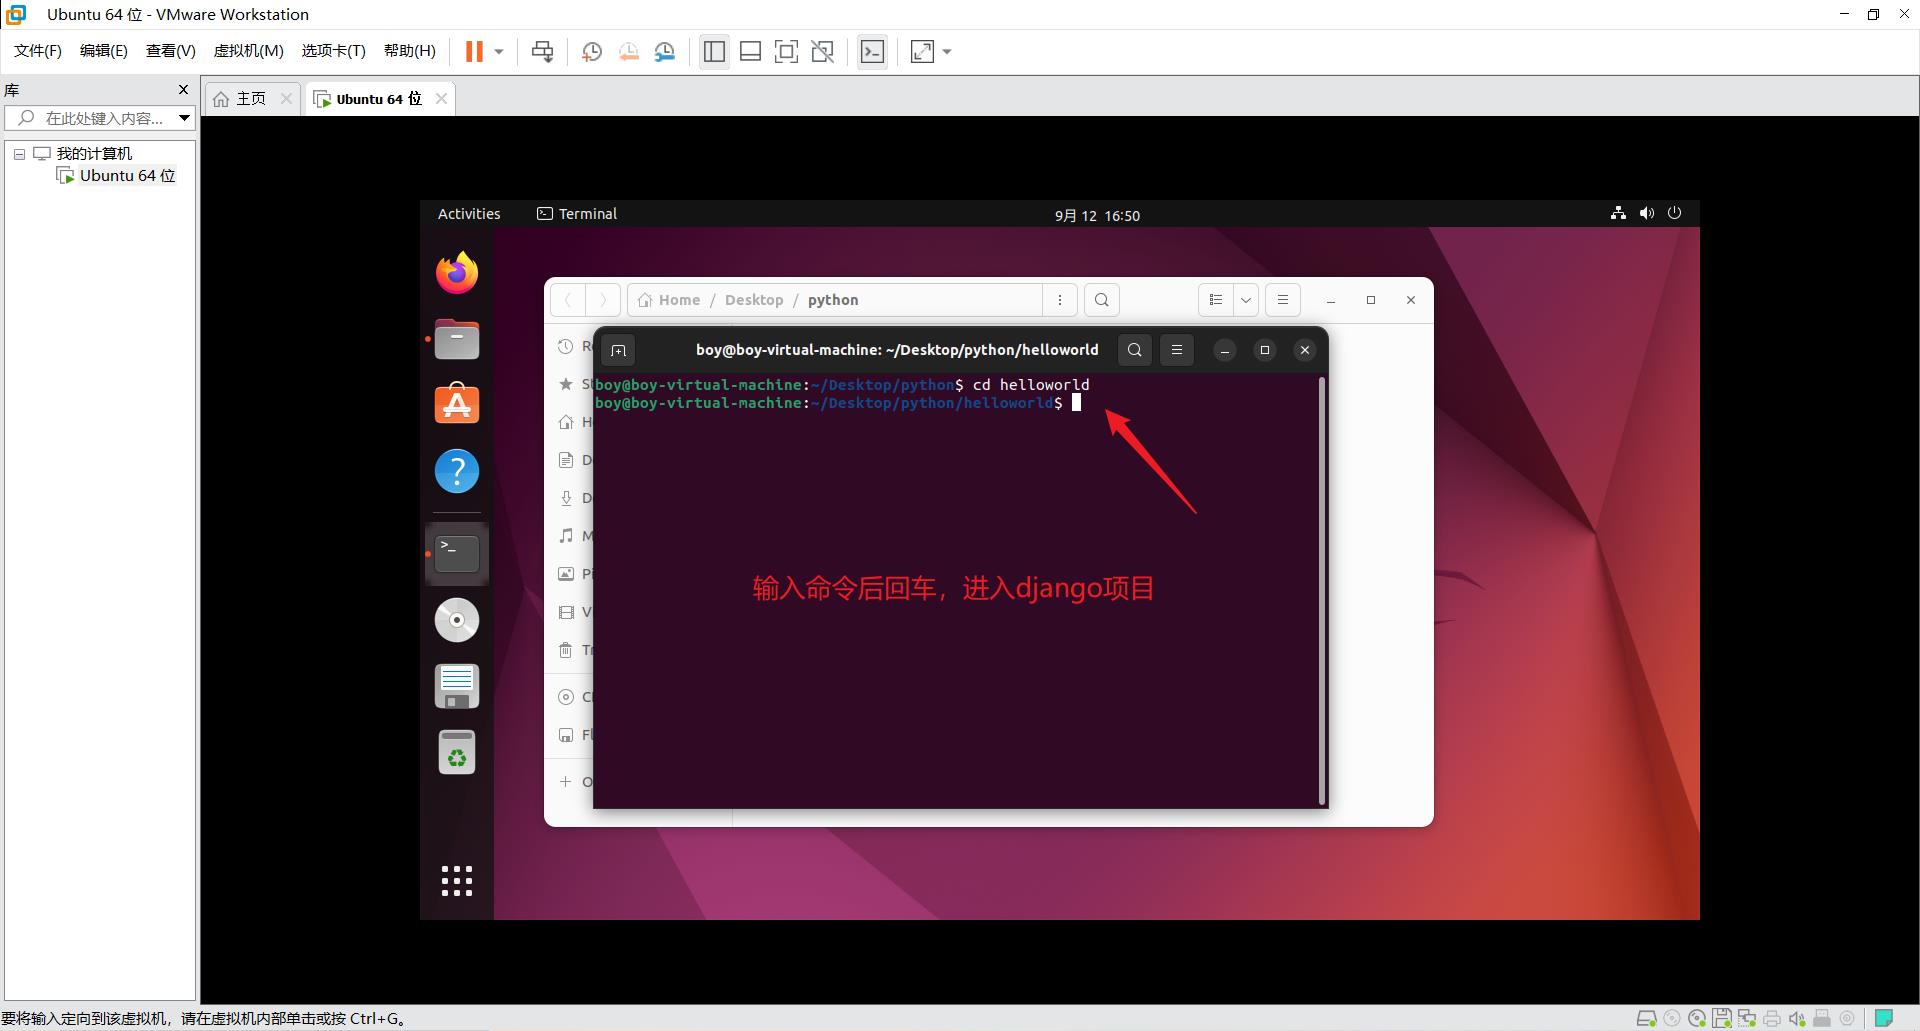 Ubuntu 64 位 - VMware Workstation
文件(F) 编辑(E) 查看(V) 虚拟机(M) 选项卡(T) 帮助(H)
库
主页
Ubuntu 64 位
在此处键入内容...
我的计算机
Ubuntu 64 位
Activities
Terminal
9月 12 16:50
Home / Desktop / python
boy@boy-virtual-machine: ~/Desktop/python/helloworld
boy@boy-virtual-machine:~/Desktop/python$ cd helloworld
boy@boy-virtual-machine:~/Desktop/python/helloworld$
输入命令后回车，进入django项目
要将输入定向到该虚拟机，请在虚拟机内部单击或按 Ctrl+G。